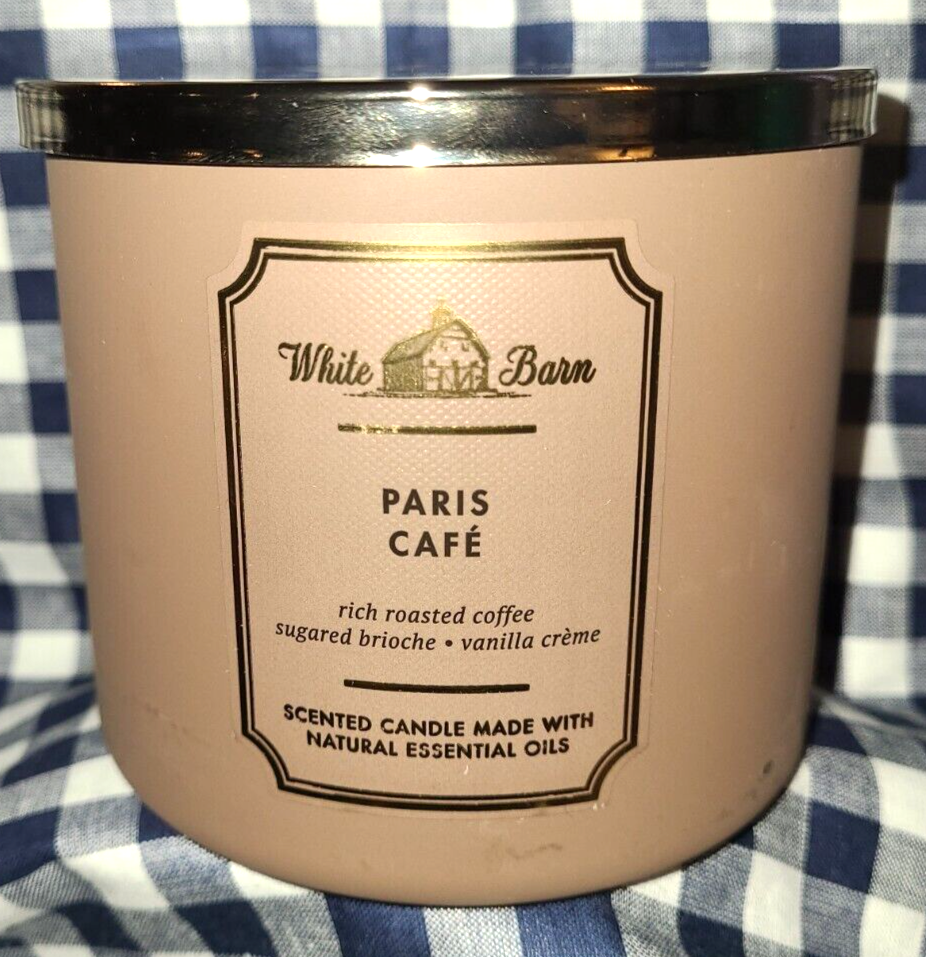 White Barn
PARIS
CAFÉ
rich roasted coffee
sugared brioche • vanilla crème
SCENTED CANDLE MADE WITH
NATURAL ESSENTIAL OILS